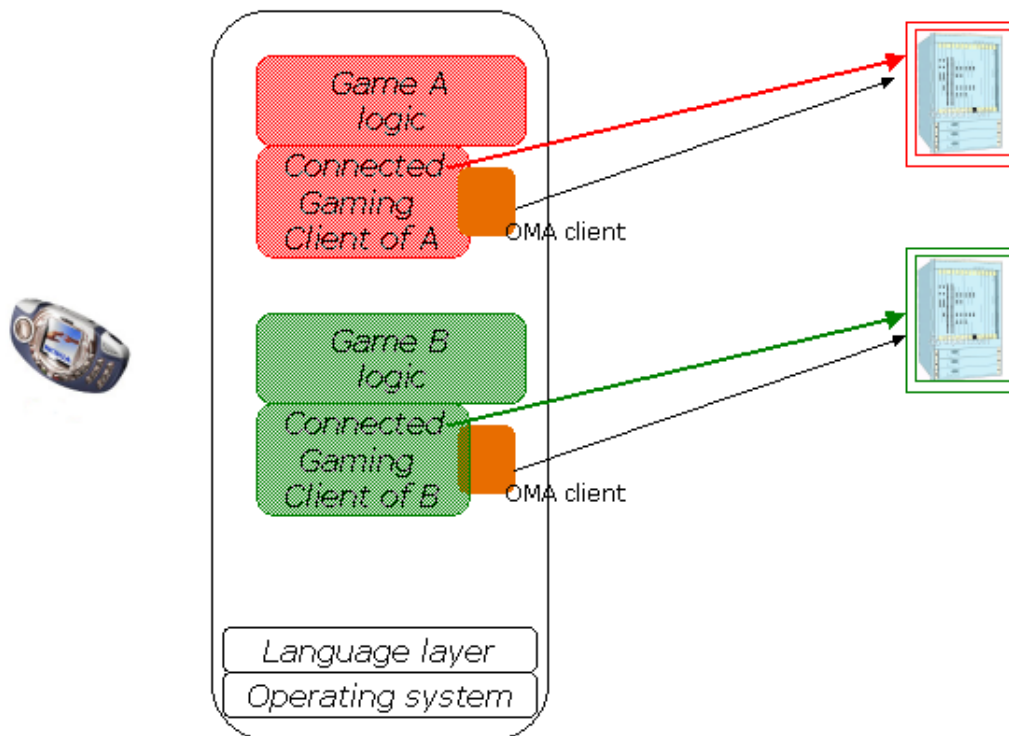 Game A
logic
Connected
Gaming
Client of A
OMA client
Game B
logic
Connected
Gaming
Client of B
OMA client
Language layer
Operating system